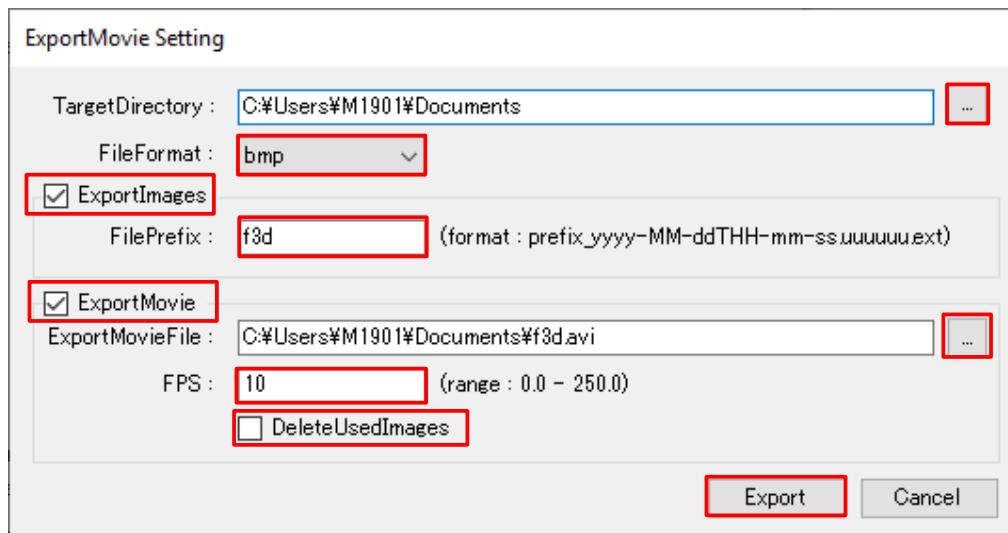 ExportMovie Setting
TargetDirectory : C:¥Users¥M1901¥Documents ...
FileFormat : bmp
ExportImages
FilePrefix : f3d (format : prefix_yyyy-MM-ddTHH-mm-ss.uuuuuu.ext)
ExportMovie
ExportMovieFile : C:¥Users¥M1901¥Documents¥f3d.avi ...
FPS : 10 (range : 0.0 - 250.0)
DeleteUsedImages
Export Cancel